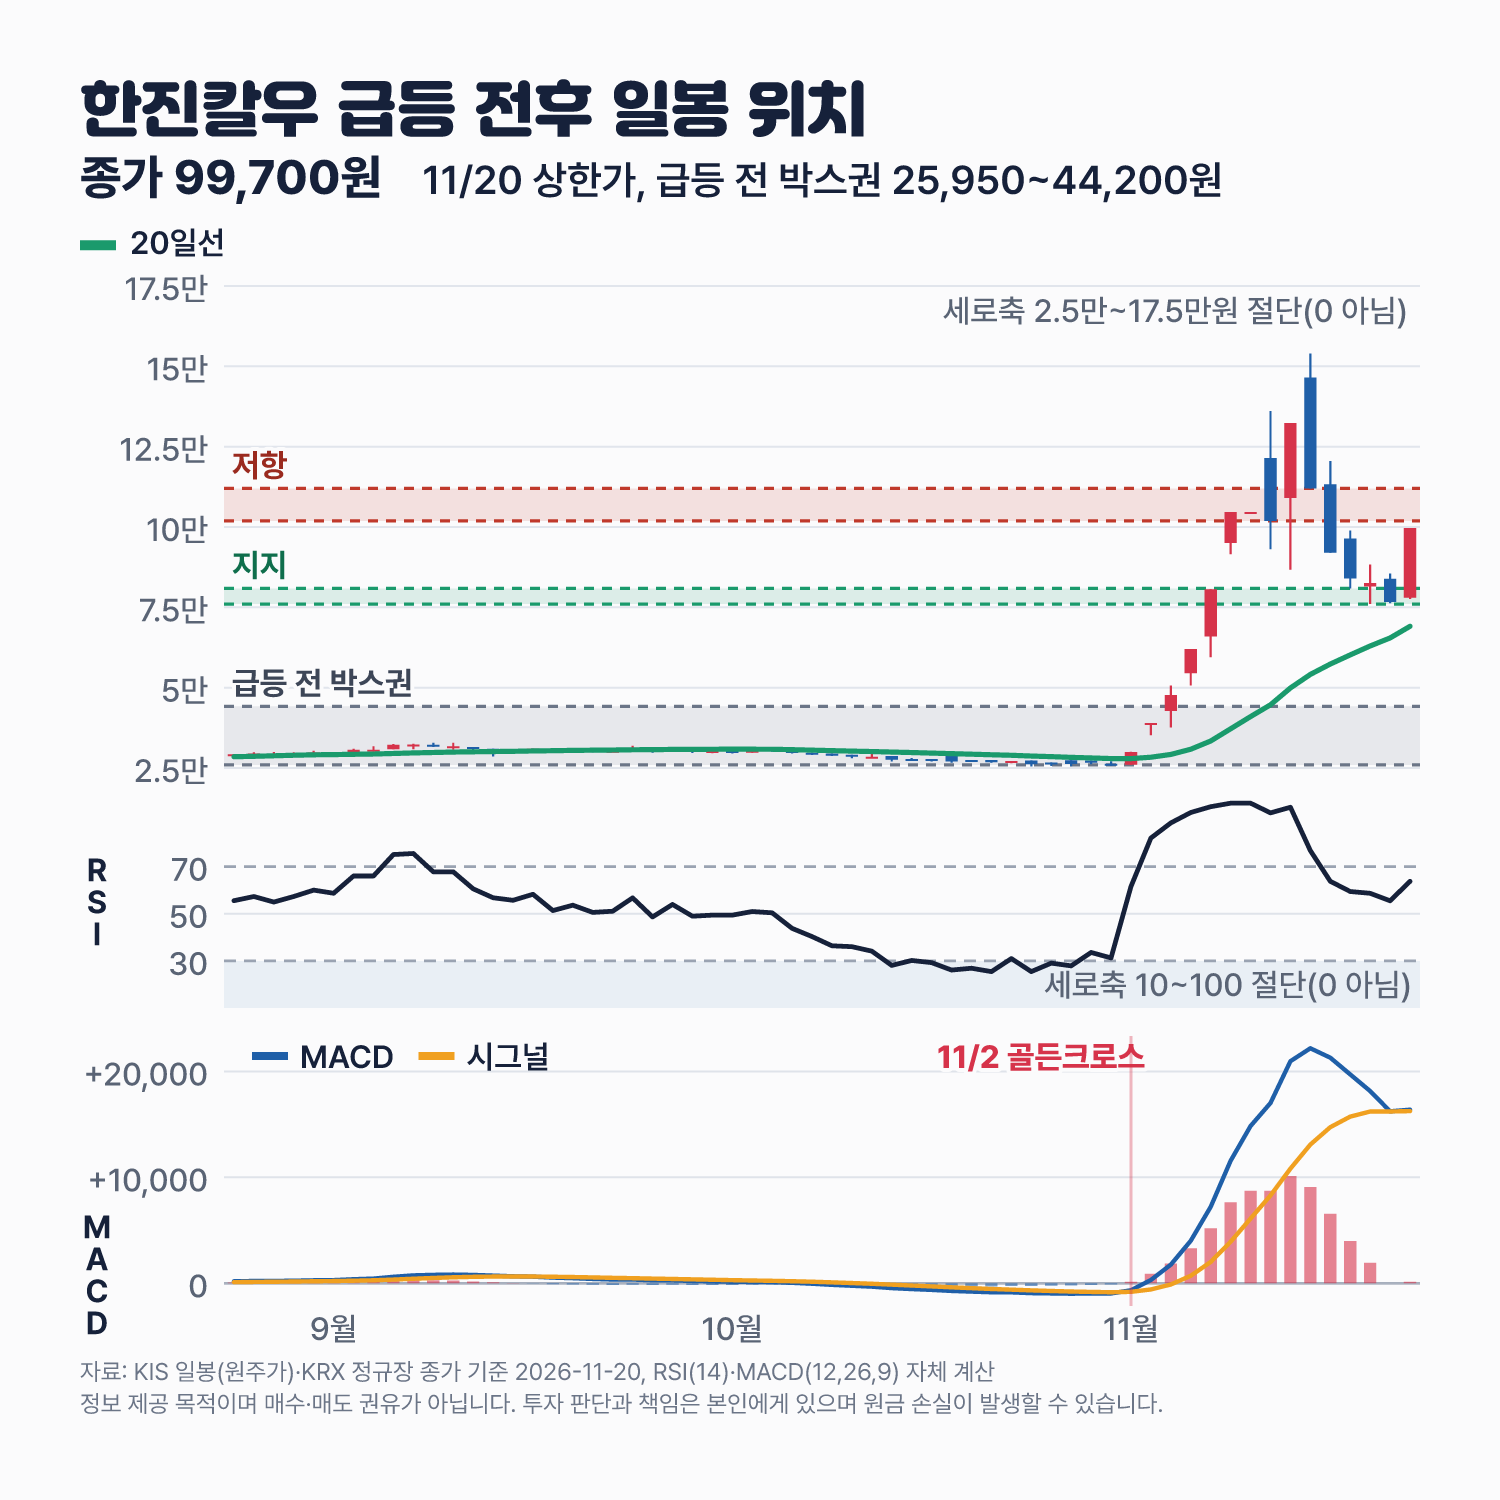 한진칼우 급등 전후 일봉 위치
종가 99,700원 11/20 상한가, 급등 전 박스권 25,950~44,200원
20일선
17.5만
세로축 2.5만~17.5만원 절단(0 아님)
15만
12.5만
저항
10만
지지
7.5만
급등 전 박스권
5만
2.5만
RSI
70
50
30
세로축 10~100 절단(0 아님)
MACD 시그널
11/2 골든크로스
+20,000
+10,000
MACD
0
9월 10월 11월
자료: KIS 일봉(원주가)·KRX 정규장 종가 기준 2026-11-20, RSI(14)·MACD(12,26,9) 자체 계산
정보 제공 목적이며 매수·매도 권유가 아닙니다. 투자 판단과 책임은 본인에게 있으며 원금 손실이 발생할 수 있습니다.